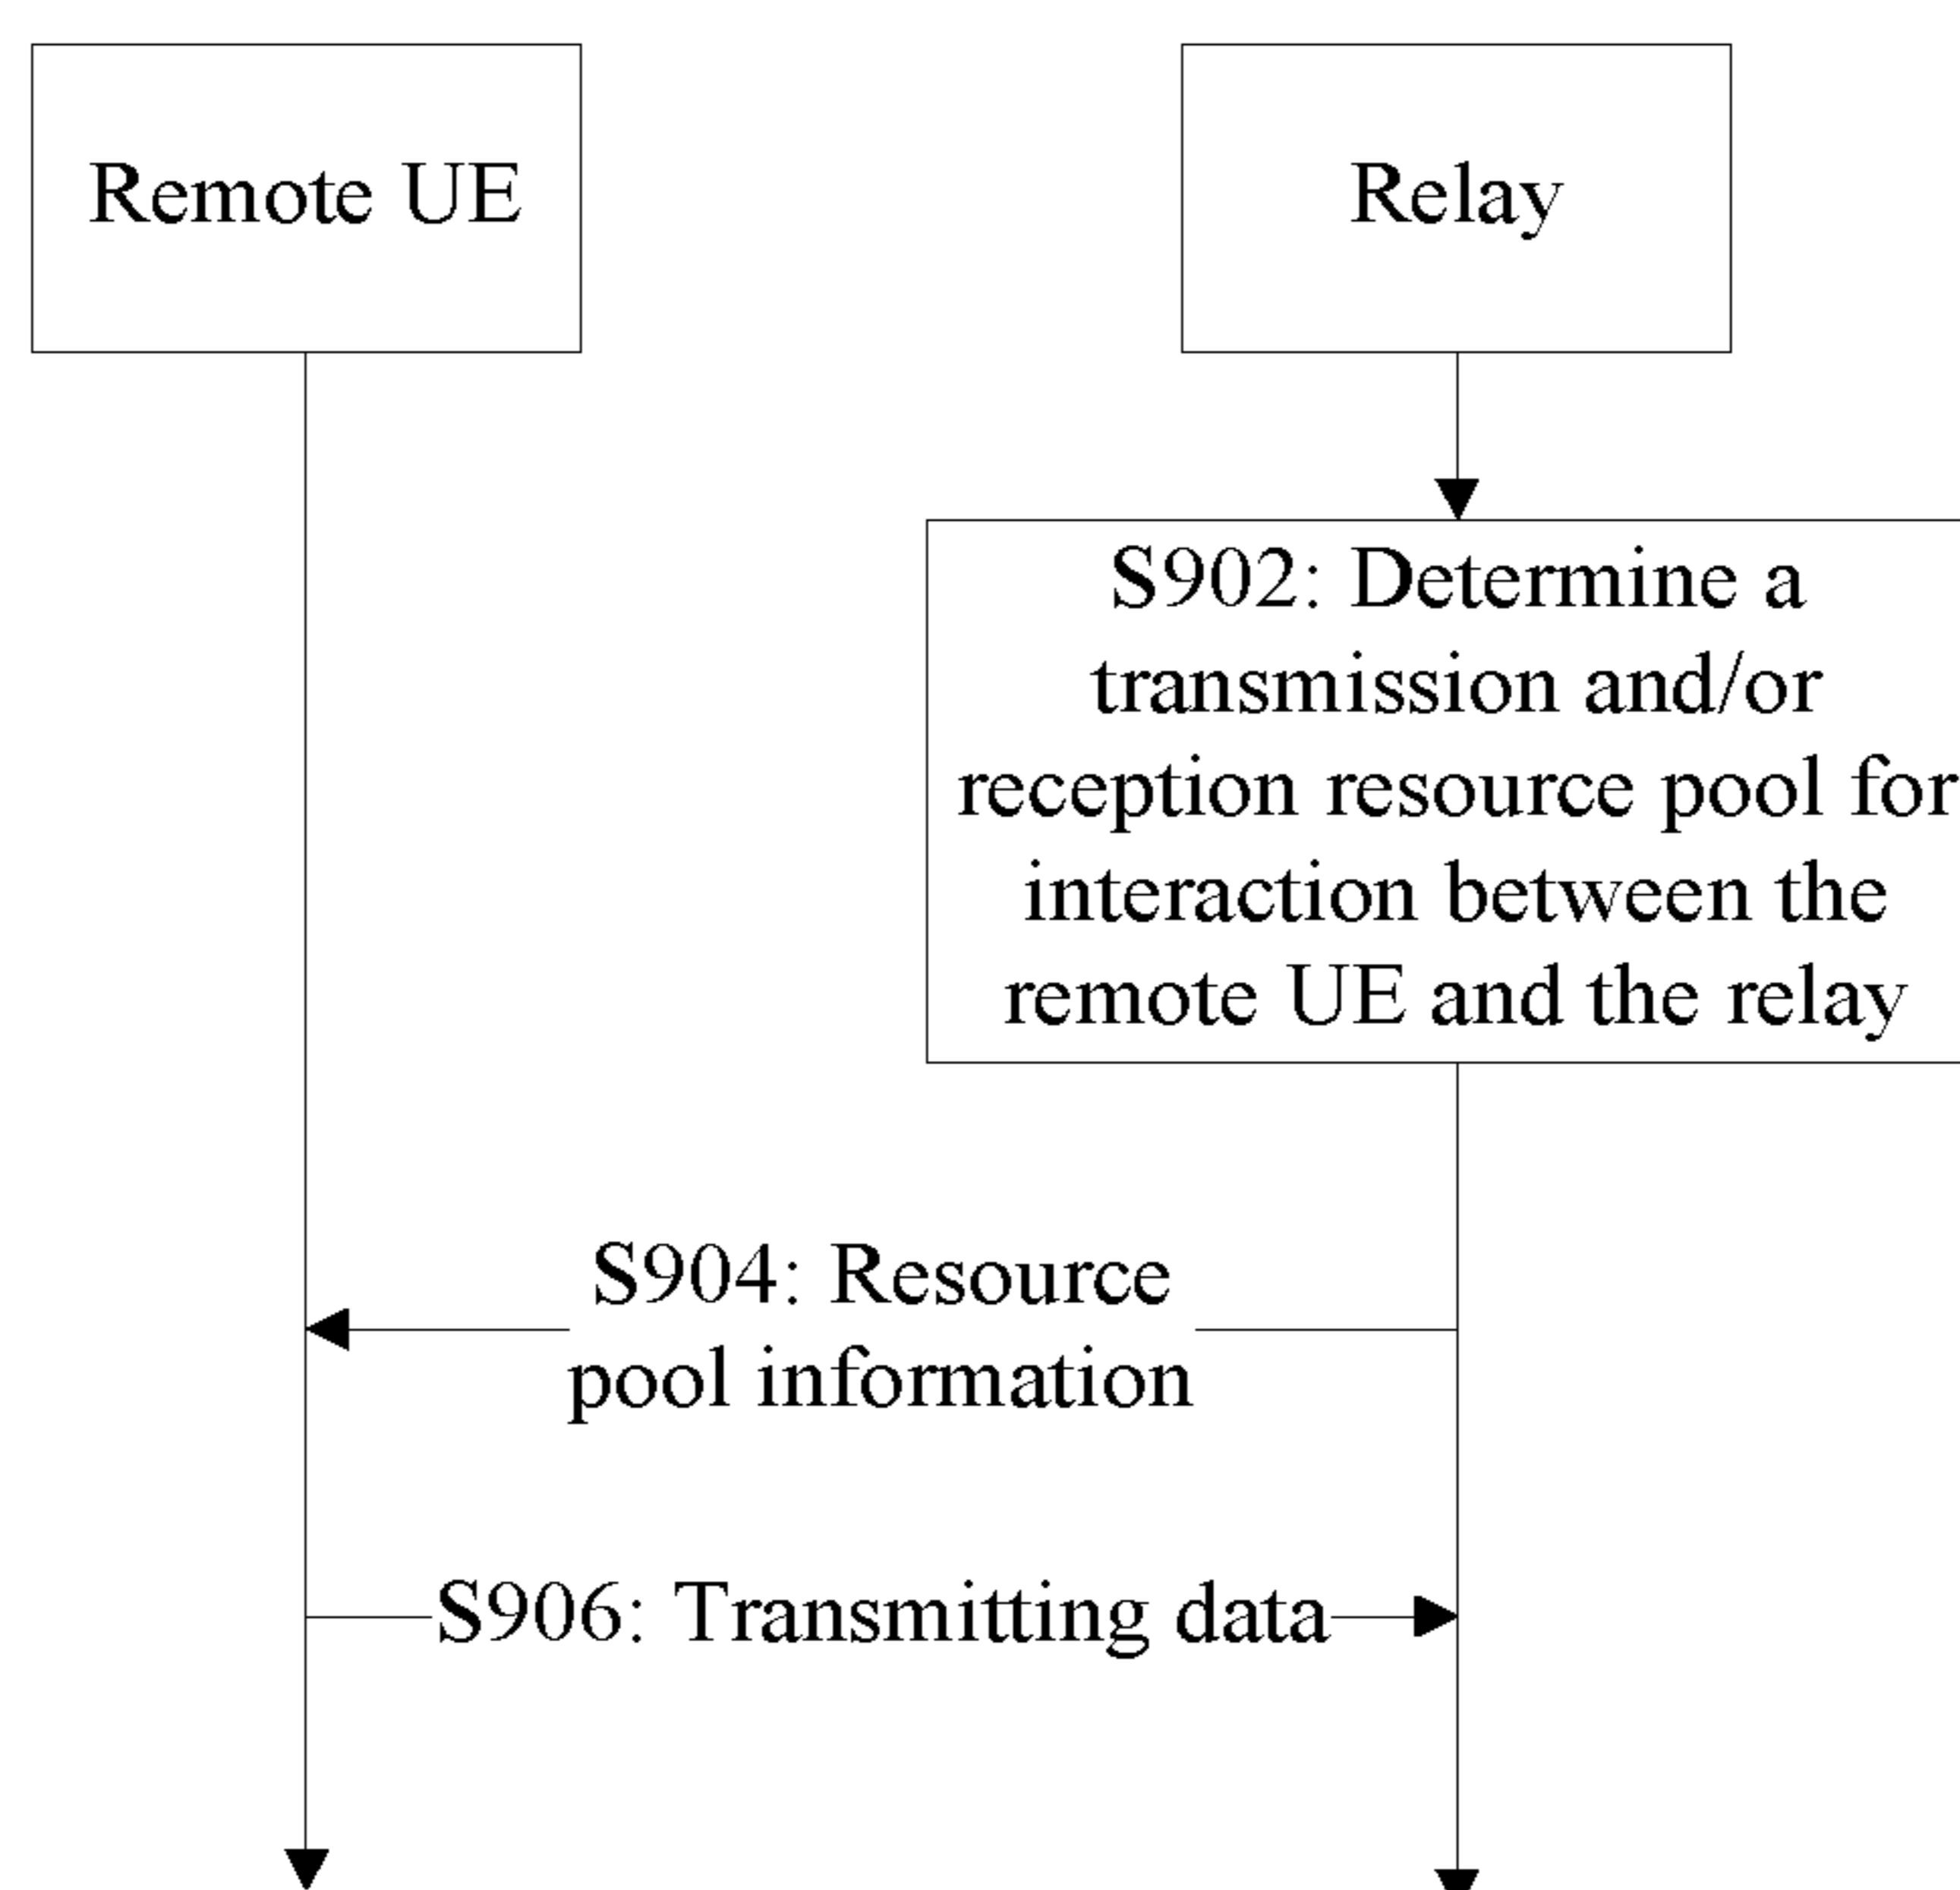 Remote UE
Relay
S902: Determine a
transmission and/or
reception resource pool for
interaction between the
remote UE and the relay
S904: Resource
pool information
S906: Transmitting data